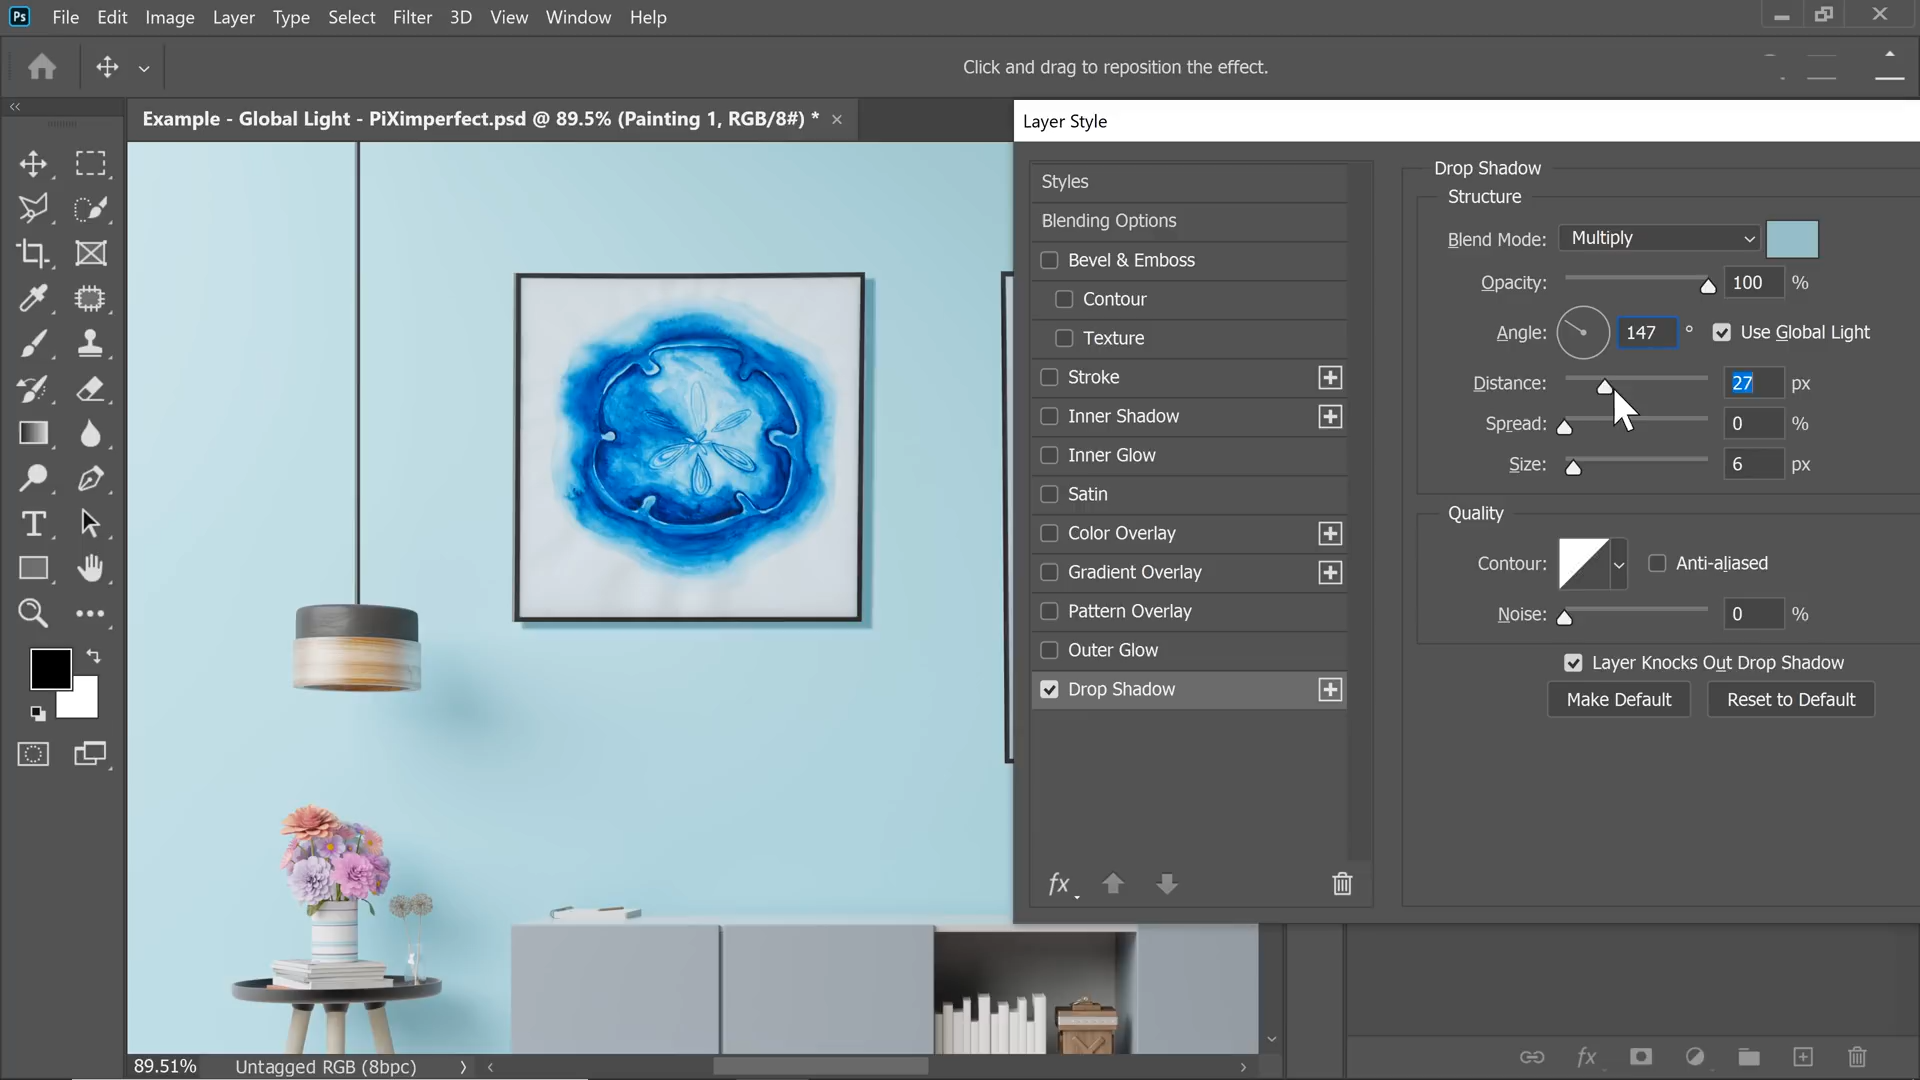 Ps File Edit Image Layer Type Select Filter 3D View Window Help
Click and drag to reposition the effect.
Example - Global Light - PiXimperfect.psd @ 89.5% (Painting 1, RGB/8#) * ×
Layer Style
Styles
Blending Options
Bevel & Emboss
Contour
Texture
Stroke
Inner Shadow
Inner Glow
Satin
Color Overlay
Gradient Overlay
Pattern Overlay
Outer Glow
Drop Shadow
fx
Drop Shadow
Structure
Blend Mode: Multiply
Opacity: 100 %
Angle: 147 ° Use Global Light
Distance: 27 px
Spread: 0 %
Size: 6 px
Quality
Contour: Anti-aliased
Noise: 0 %
Layer Knocks Out Drop Shadow
Make Default Reset to Default
89.51% Untagged RGB (8bpc)
fx